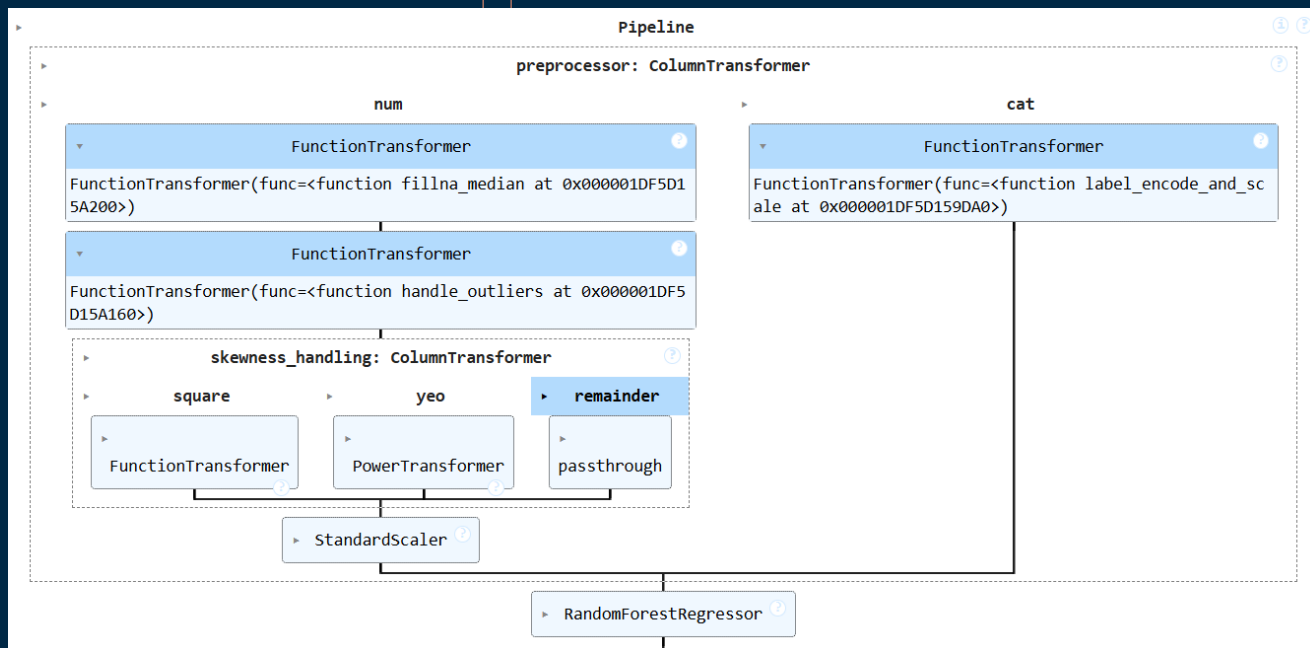 Pipeline
preprocessor: ColumnTransformer
num
cat
FunctionTransformer
FunctionTransformer(func=<function fillna_median at 0x000001DF5D1
5A200>)
FunctionTransformer
FunctionTransformer(func=<function label_encode_and_sc
ale at 0x000001DF5D159DA0>)
FunctionTransformer
FunctionTransformer(func=<function handle_outliers at 0x000001DF5
D15A160>)
skewness_handling: ColumnTransformer
square
yeo
remainder
FunctionTransformer
PowerTransformer
passthrough
StandardScaler
RandomForestRegressor